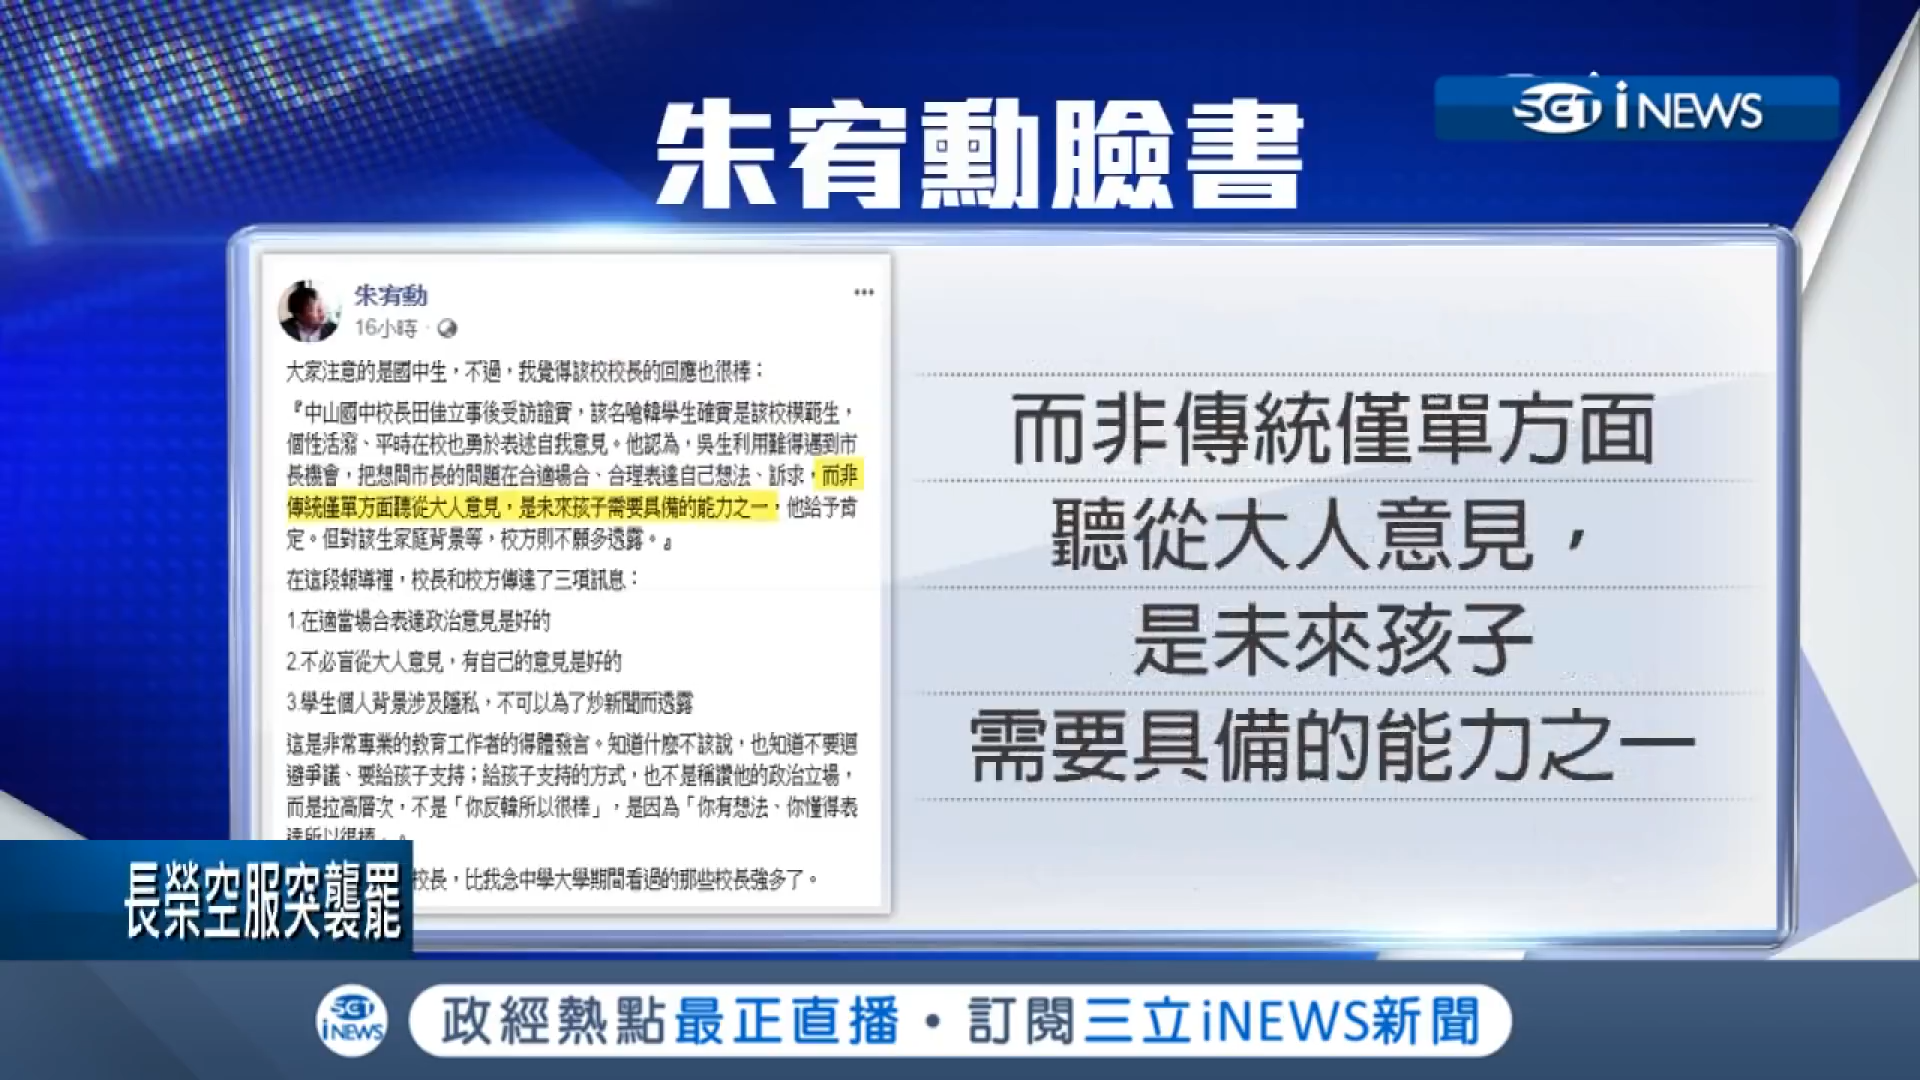 朱宥勳臉書
SET iNEWS
朱宥勳
16小時
大家注意的是國中生，不過，我覺得該校校長的回應也很棒：
『中山國中校長田佳立事後受訪證實，該名嗆韓學生確實是該校模範生，
個性活潑、平時在校也勇於表述自我意見。他認為，吳生利用難得遇到市
長機會，把想問市長的問題在合適場合、合理表達自己想法、訴求，而非
傳統僅單方面聽從大人意見，是未來孩子需要具備的能力之一，他給予肯
定。但對該生家庭背景等，校方則不願多透露。』
在這段報導裡，校長和校方傳達了三項訊息：
1.在適當場合表達政治意見是好的
2.不必盲從大人意見，有自己的意見是好的
3.學生個人背景涉及隱私，不可以為了炒新聞而透露
這是非常專業的教育工作者的得體發言。知道什麼不該說，也知道不要迴
避爭議、要給孩子支持；給孩子支持的方式，也不是稱讚他的政治立場，
而是拉高層次，不是「你反韓所以很棒」，是因為「你有想法、你懂得表
達所以很棒」。
校長，比我念中學大學期間看過的那些校長強多了。
而非傳統僅單方面
聽從大人意見，
是未來孩子
需要具備的能力之一
長榮空服突襲罷
SET iNEWS
政經熱點最正直播・訂閱三立iNEWS新聞